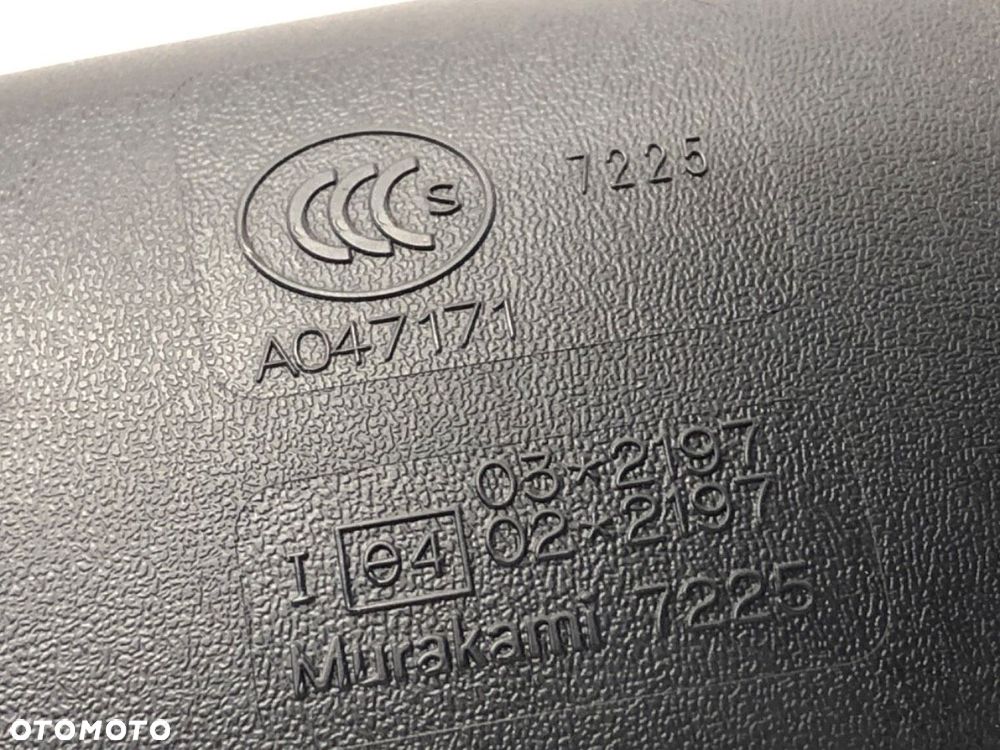 CCCS 7225
A047171
03*2197
I e4 02*2197
Murakami 7225
OTOMOTO